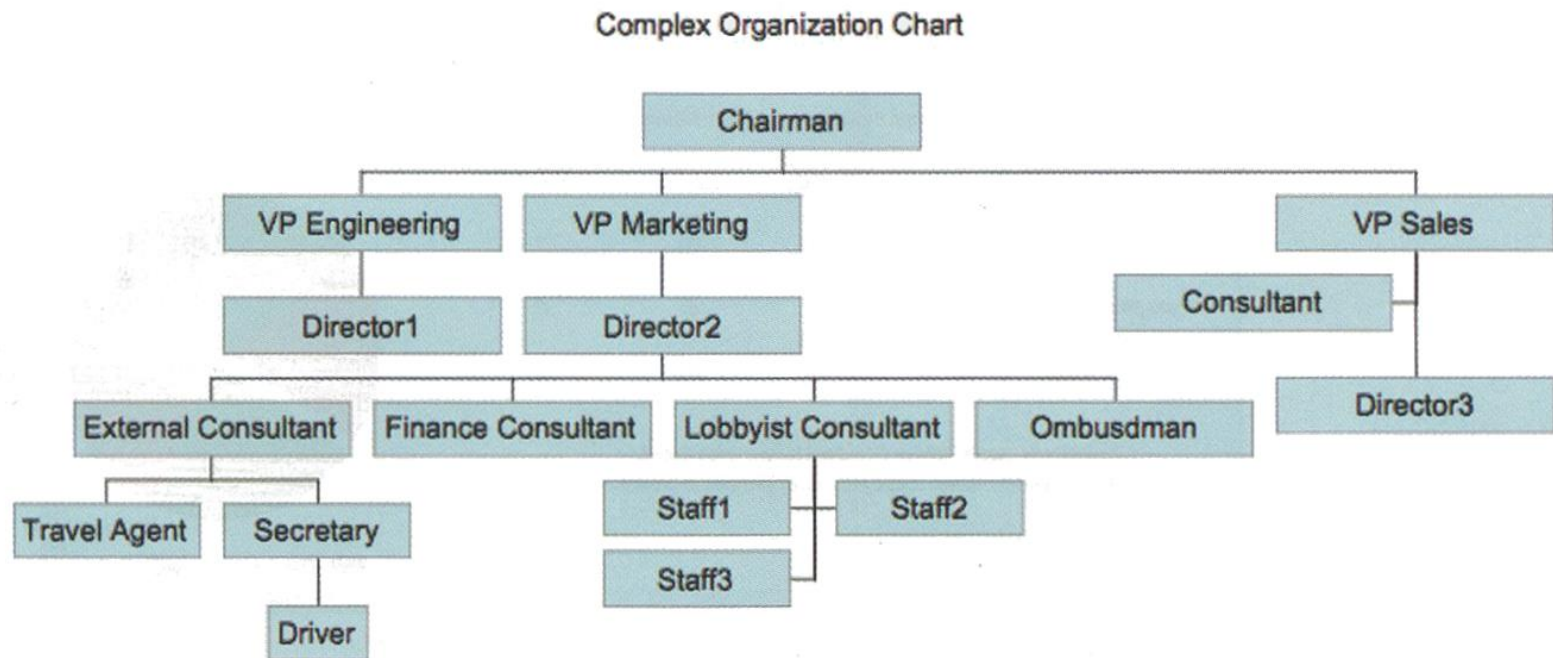 Complex Organization Chart
Chairman
VP Engineering
VP Marketing
VP Sales
Consultant
Director1
Director2
Director3
External Consultant
Finance Consultant
Lobbyist Consultant
Ombusdman
Staff1
Staff2
Travel Agent
Secretary
Staff3
Driver